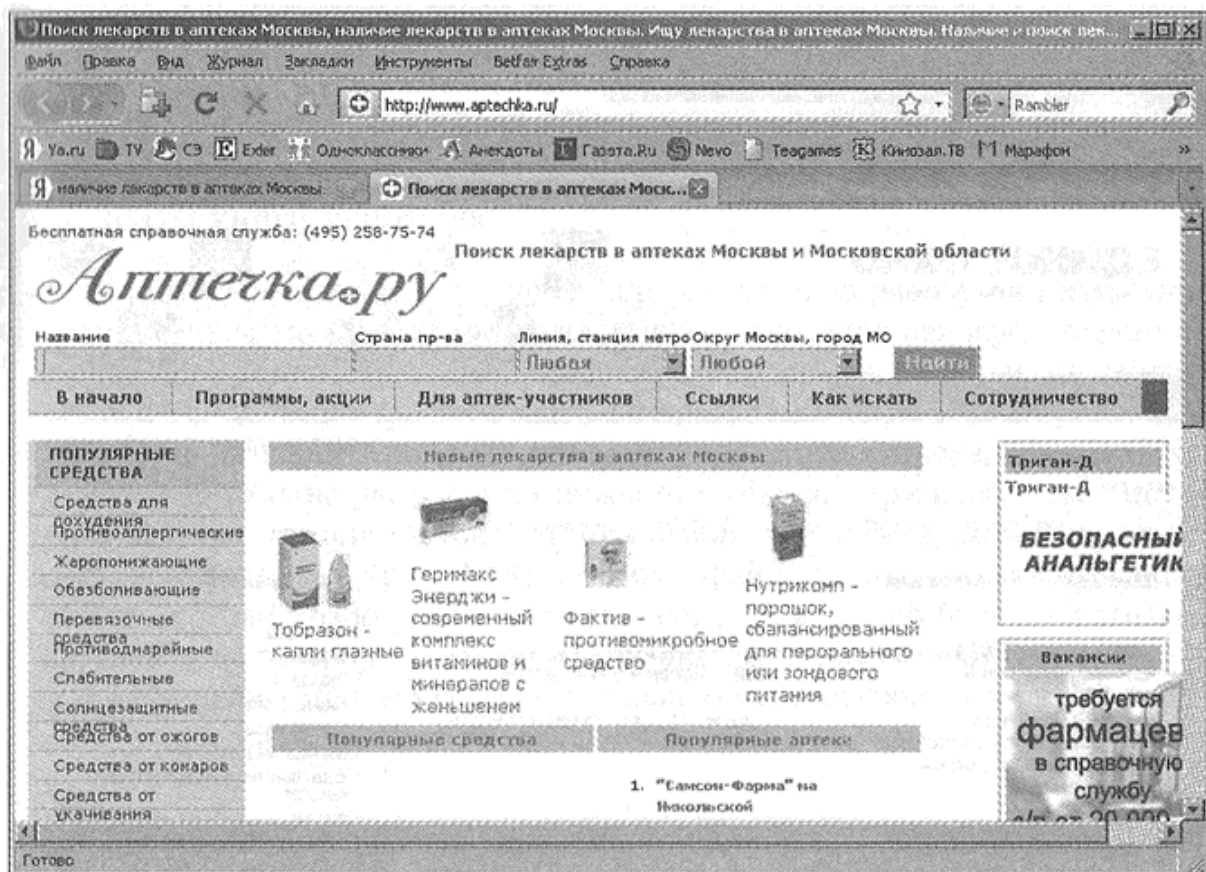 Поиск лекарств в аптеках Москвы, наличие лекарств в аптеках Москвы. Ищу лекарства в аптеках Москвы. Наличие и поиск лек...
Файл Правка Вид Журнал Закладки Инструменты Betfair Extras Справка
http://www.aptechka.ru/ Rambler
Ya.ru TV СЭ Exler Одноклассники Анекдоты Газета.Ru Nevo Teagames Кинозал.ТВ Марафон »
наличие лекарств в аптеках Москвы Поиск лекарств в аптеках Моск...
Бесплатная справочная служба: (495) 258-75-74
Поиск лекарств в аптеках Москвы и Московской области
Аптечка.ру
Название Страна пр-ва Линия, станция метро Округ Москвы, город МО
Любая Любой Найти
В начало Программы, акции Для аптек-участников Ссылки Как искать Сотрудничество
ПОПУЛЯРНЫЕ
СРЕДСТВА
Средства для
похудения
Противоаллергические
Жаропонижающие
Обезболивающие
Перевязочные
средства
Противодиарейные
Слабительные
Солнцезащитные
средства
Средства от ожогов
Средства от комаров
Средства от
укачивания
Новые лекарства в аптеках Москвы
Тобразон -
капли глазные
Геримакс
Энерджи -
современный
комплекс
витаминов и
минералов с
женьшенем
Фактив -
противомикробное
средство
Нутрикомп -
порошок,
сбалансированный
для перорального
или зондового
питания
Популярные средства
Популярные аптеки
1. "Самсон-Фарма" на
Никольской
Триган-Д
Триган-Д
БЕЗОПАСНЫЙ
АНАЛЬГЕТИК
Вакансии
требуется
фармацев
в справочную
службу
з/п от 20 000
Готово